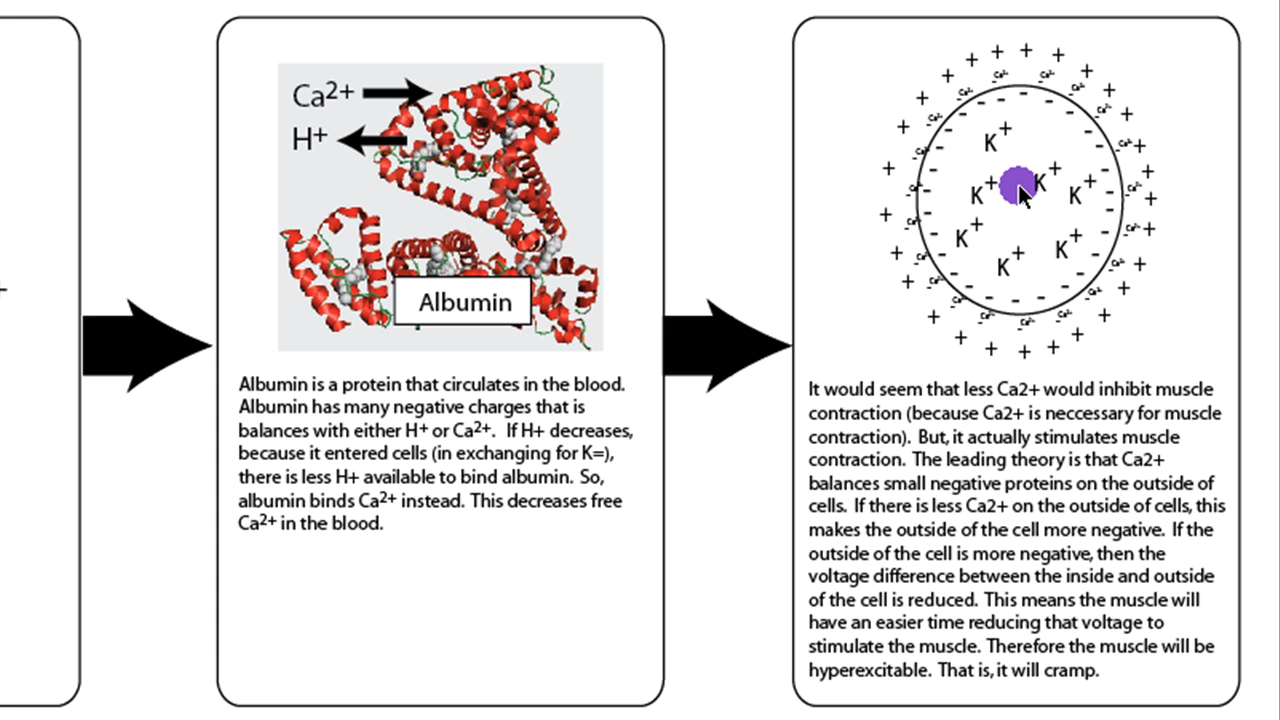 Ca2+
H+
Albumin
Albumin is a protein that circulates in the blood.
Albumin has many negative charges that is
balances with either H+ or Ca2+. If H+ decreases,
because it entered cells (in exchanging for K=),
there is less H+ available to bind albumin. So,
albumin binds Ca2+ instead. This decreases free
Ca2+ in the blood.
K+
K+ K+ K+
K+ K+
K+
It would seem that less Ca2+ would inhibit muscle
contraction (because Ca2+ is neccessary for muscle
contraction). But, it actually stimulates muscle
contraction. The leading theory is that Ca2+
balances small negative proteins on the outside of
cells. If there is less Ca2+ on the outside of cells, this
makes the outside of the cell more negative. If the
outside of the cell is more negative, then the
voltage difference between the inside and outside
of the cell is reduced. This means the muscle will
have an easier time reducing that voltage to
stimulate the muscle. Therefore the muscle will be
hyperexcitable. That is, it will cramp.